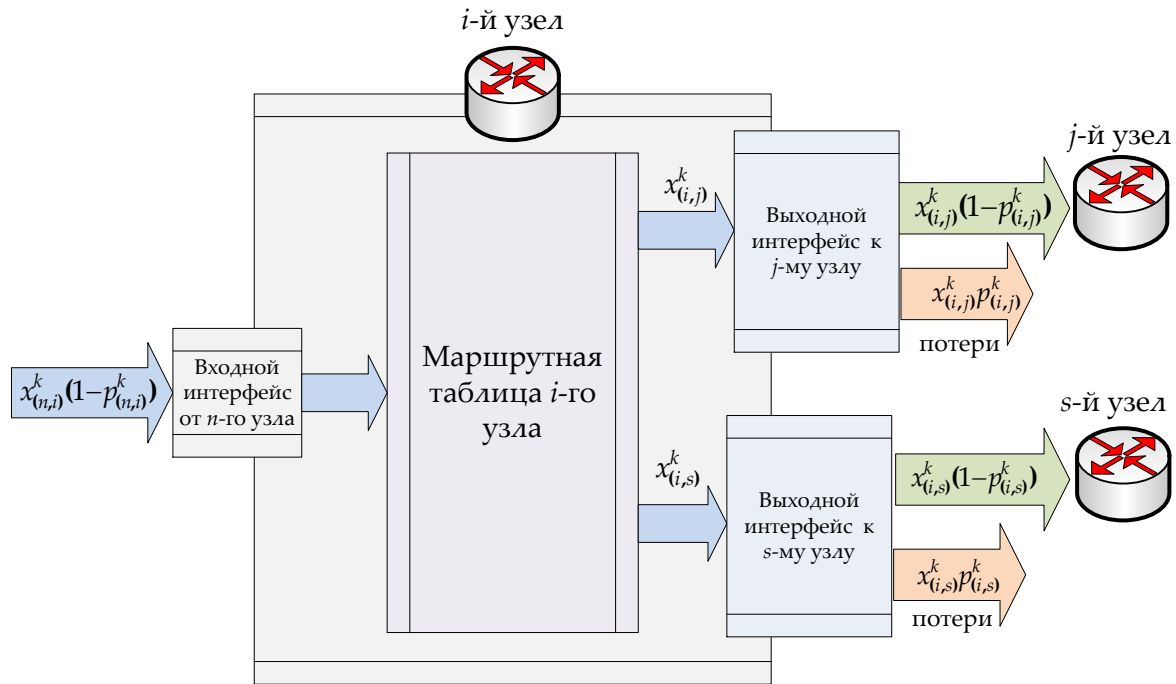 i-й узел
j-й узел
x^k_(i,j)
x^k_(i,j)(1−p^k_(i,j))
Выходной
интерфейс к
j-му узлу
x^k_(i,j)p^k_(i,j)
потери
Маршрутная
таблица i-го
узла
Входной
интерфейс
от n-го узла
x^k_(n,i)(1−p^k_(n,i))
s-й узел
x^k_(i,s)
x^k_(i,s)(1−p^k_(i,s))
Выходной
интерфейс к
s-му узлу
x^k_(i,s)p^k_(i,s)
потери